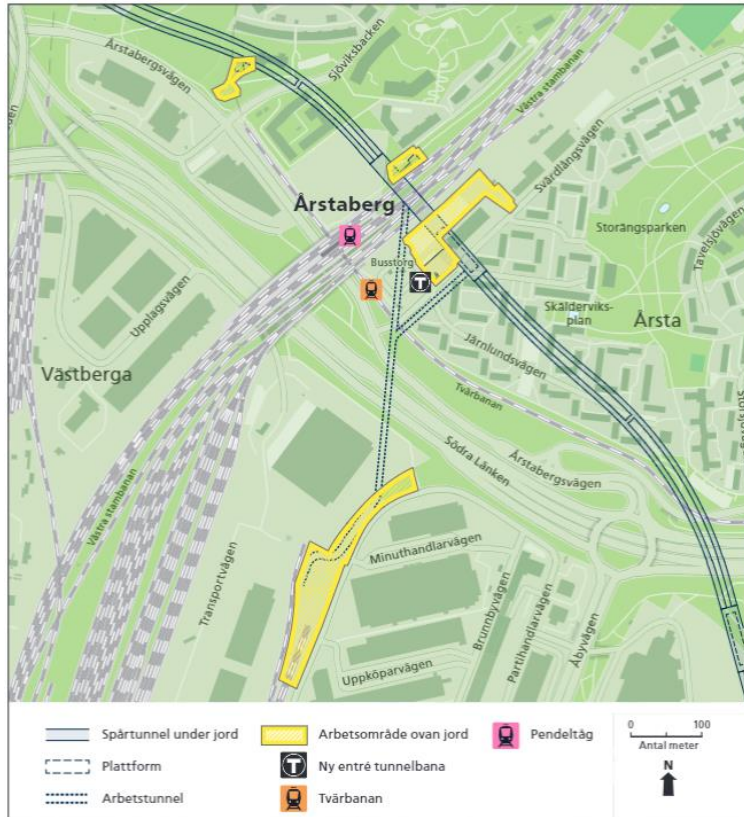 Årstabergsvägen
Sjöviksbacken
Västra stambanan
Svärdlångsvägen
Årstaberg
Storängsparken
Tavelsjövägen
Busstorg
T
Upplagsvägen
Skälderviks-
plan
Årsta
Järnlundsvägen
Västberga
Tvärbanan
Södra Länken
Årstabergsvägen
Västra stambanan
Minuthandlarvägen
Transportvägen
Brunnbyvägen
Partihandlarvägen
Åbyvägen
Uppköparvägen
Spårtunnel under jord
Arbetsområde ovan jord
Pendeltåg
Plattform
Ny entré tunnelbana
Arbetstunnel
Tvärbanan
0 100
Antal meter
N